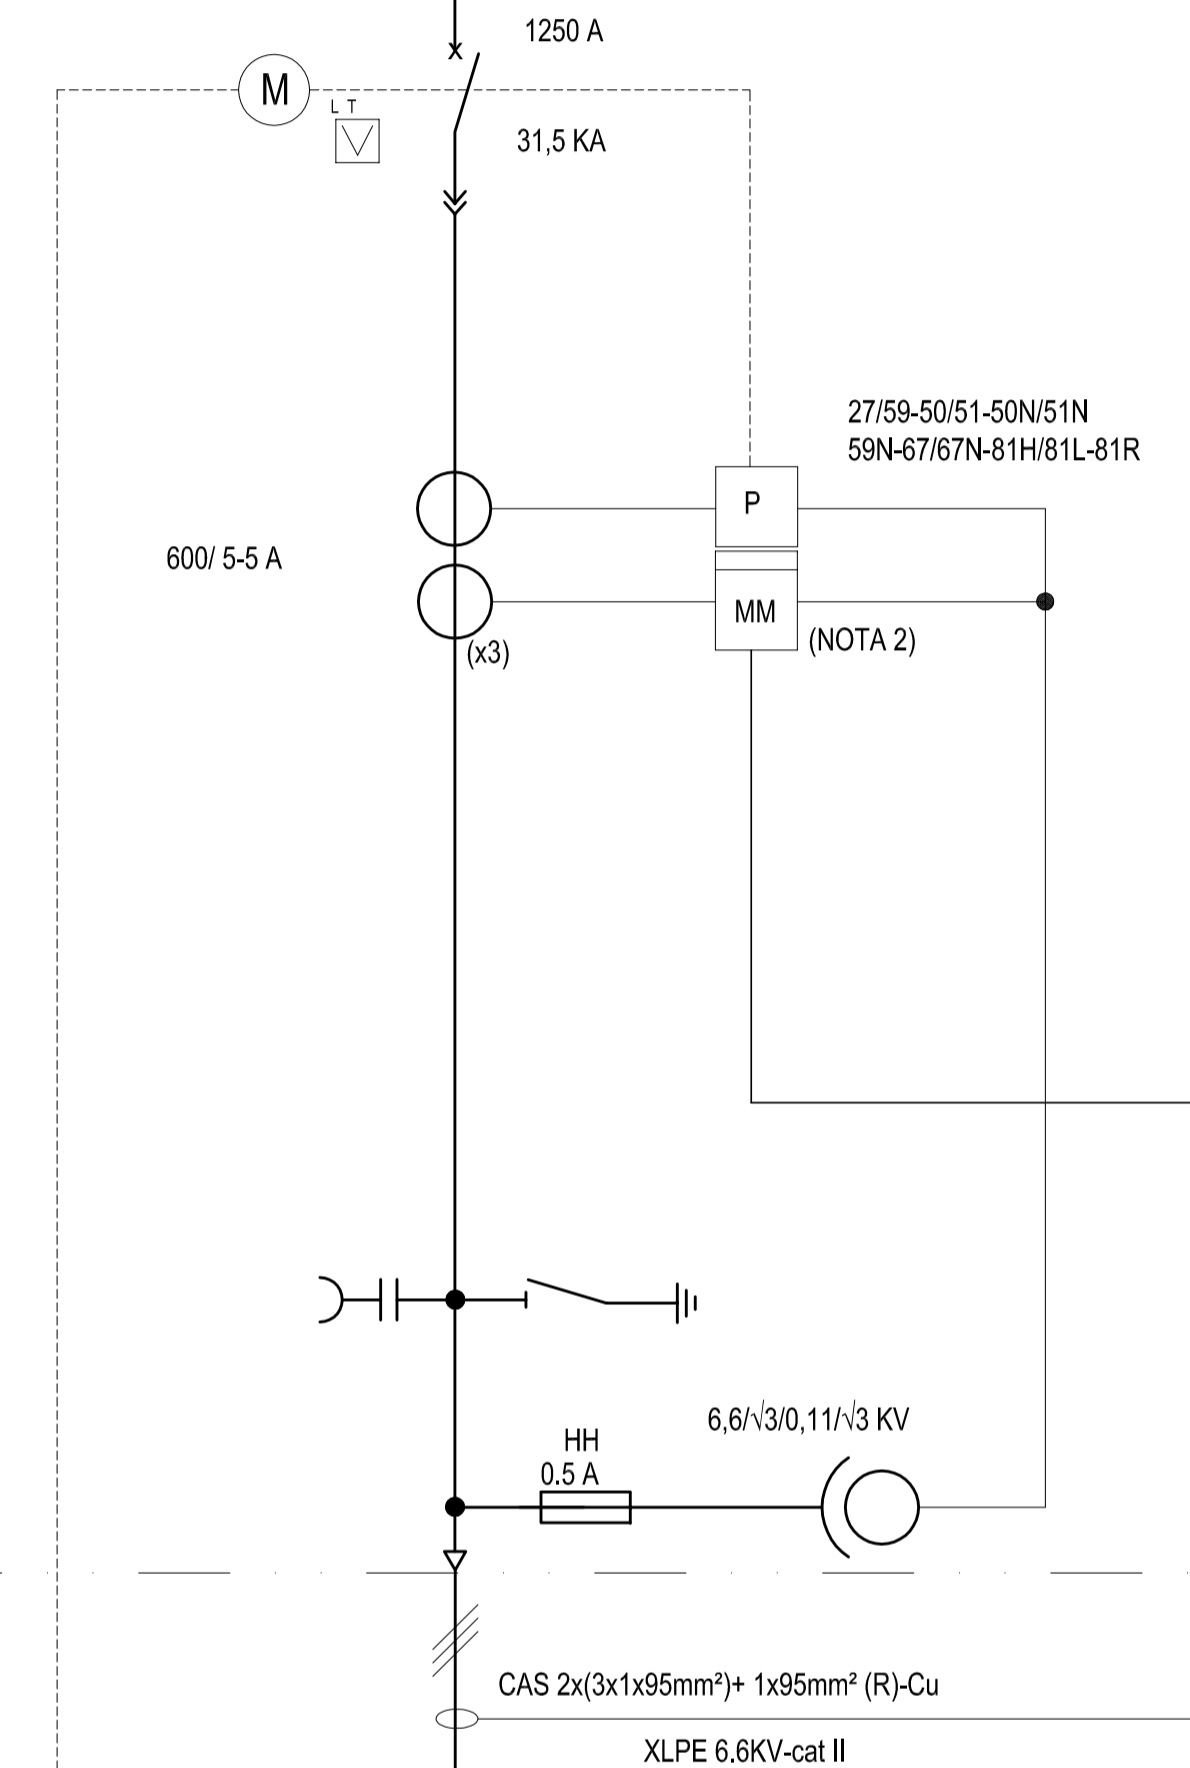 1250 A
M
L T
31,5 KA
27/59-50/51-50N/51N
59N-67/67N-81H/81L-81R
P
600/ 5-5 A
MM
(NOTA 2)
(x3)
6,6/√3/0,11/√3 KV
HH
0.5 A
CAS 2x(3x1x95mm²)+ 1x95mm² (R)-Cu
XLPE 6.6KV-cat II